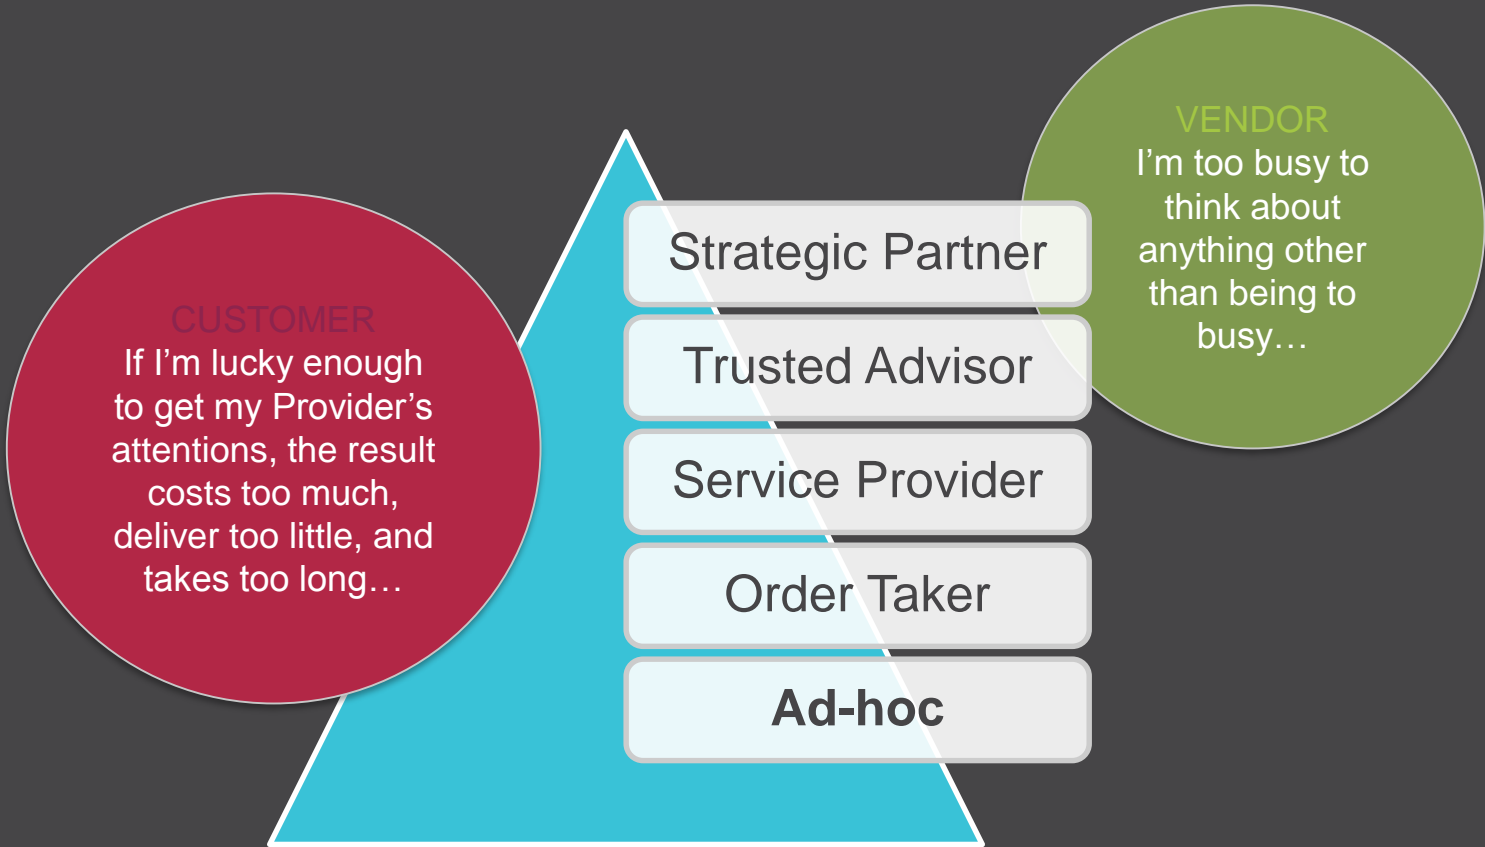 CUSTOMER
If I’m lucky enough
to get my Provider’s
attentions, the result
costs too much,
deliver too little, and
takes too long…
VENDOR
I’m too busy to
think about
anything other
than being to
busy…
Strategic Partner
Trusted Advisor
Service Provider
Order Taker
Ad-hoc